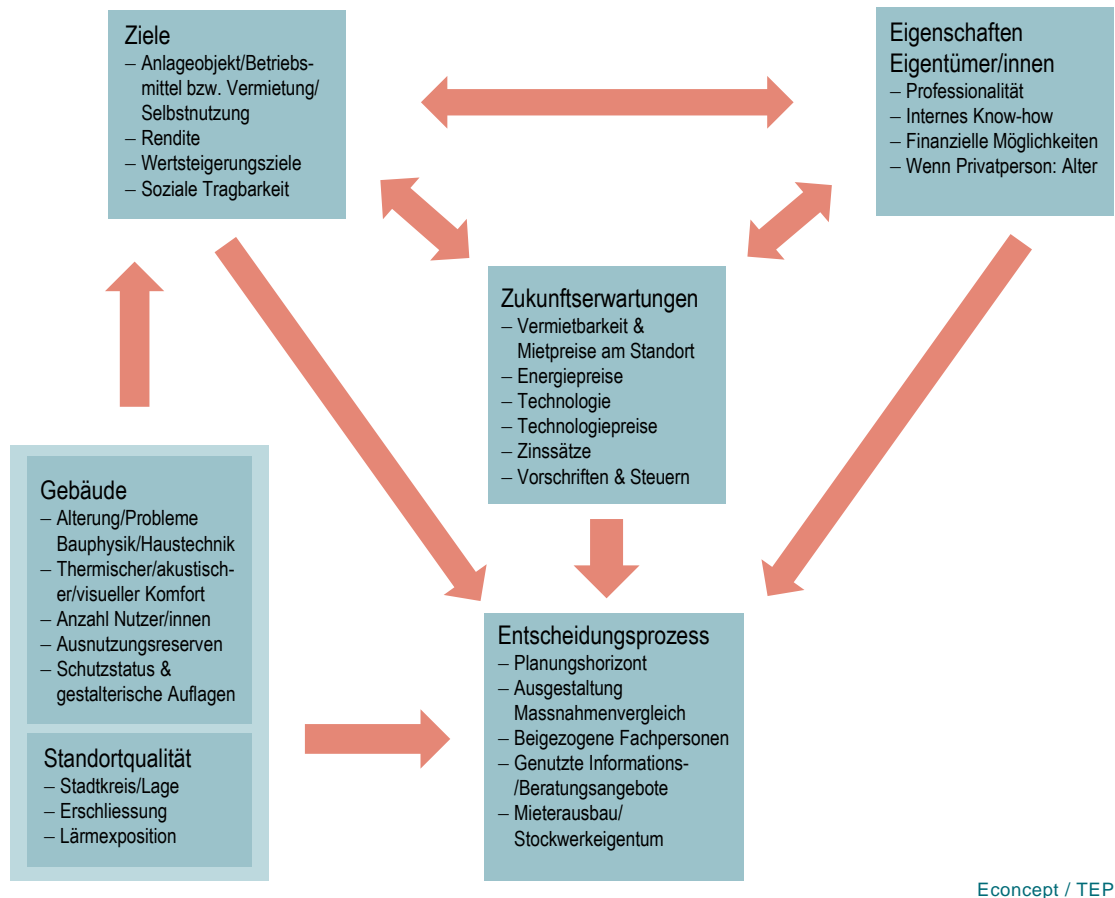 Ziele
– Anlageobjekt/Betriebs-
mittel bzw. Vermietung/
Selbstnutzung
– Rendite
– Wertsteigerungsziele
– Soziale Tragbarkeit
Eigenschaften
Eigentümer/innen
– Professionalität
– Internes Know-how
– Finanzielle Möglichkeiten
– Wenn Privatperson: Alter
Zukunftserwartungen
– Vermietbarkeit &
Mietpreise am Standort
– Energiepreise
– Technologie
– Technologiepreise
– Zinssätze
– Vorschriften & Steuern
Gebäude
– Alterung/Probleme
Bauphysik/Haustechnik
– Thermischer/akustisch-
er/visueller Komfort
– Anzahl Nutzer/innen
– Ausnutzungsreserven
– Schutzstatus &
gestalterische Auflagen
Standortqualität
– Stadtkreis/Lage
– Erschliessung
– Lärmexposition
Entscheidungsprozess
– Planungshorizont
– Ausgestaltung
Massnahmenvergleich
– Beigezogene Fachpersonen
– Genutzte Informations-
/Beratungsangebote
– Mieterausbau/
Stockwerkeigentum
Econcept / TEP